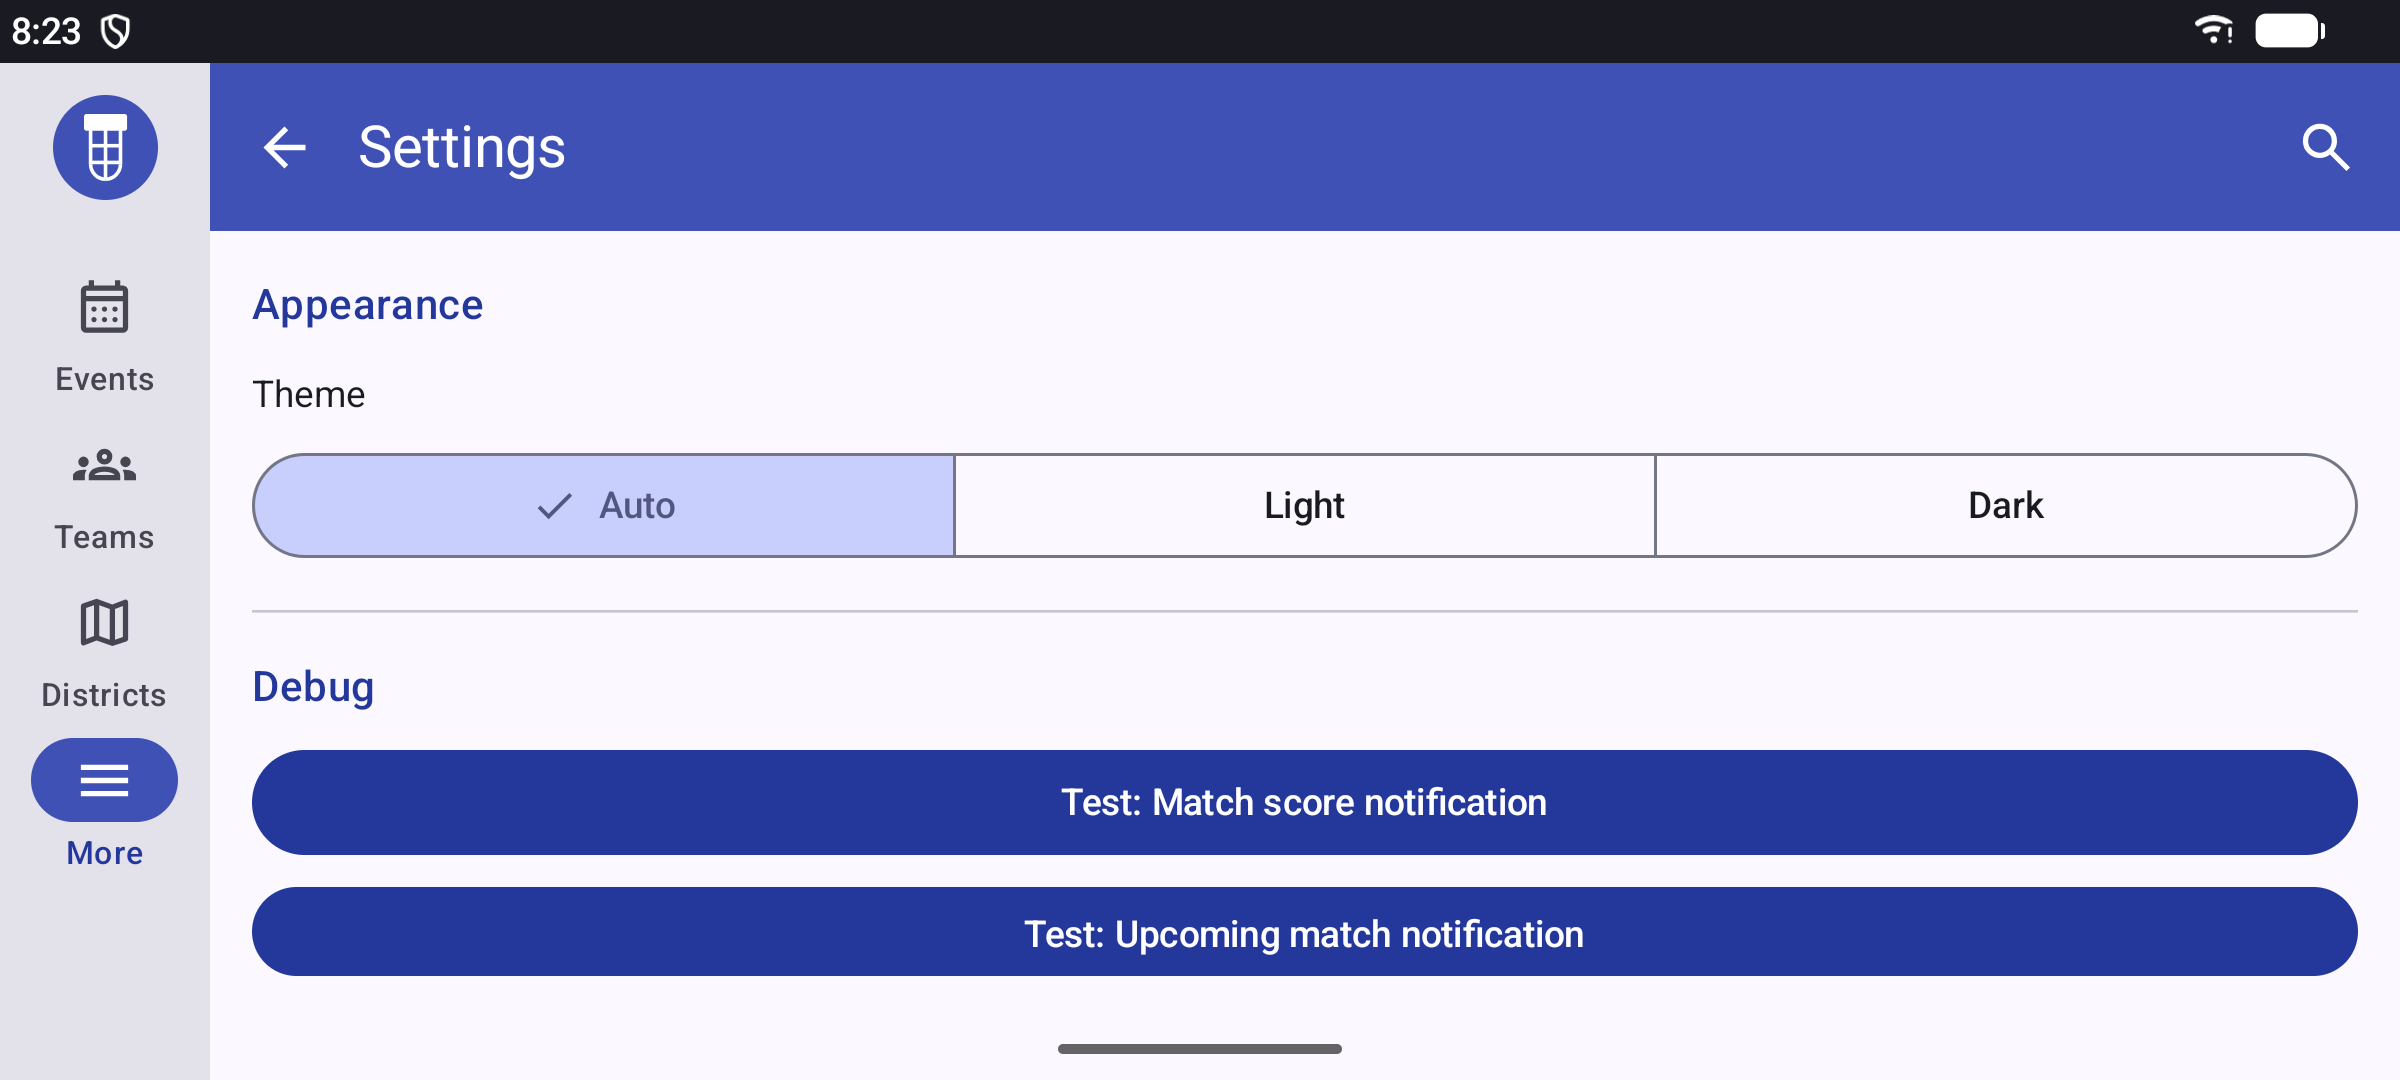 8:23
Settings
Events
Teams
Districts
More
Appearance
Theme
Auto
Light
Dark
Debug
Test: Match score notification
Test: Upcoming match notification